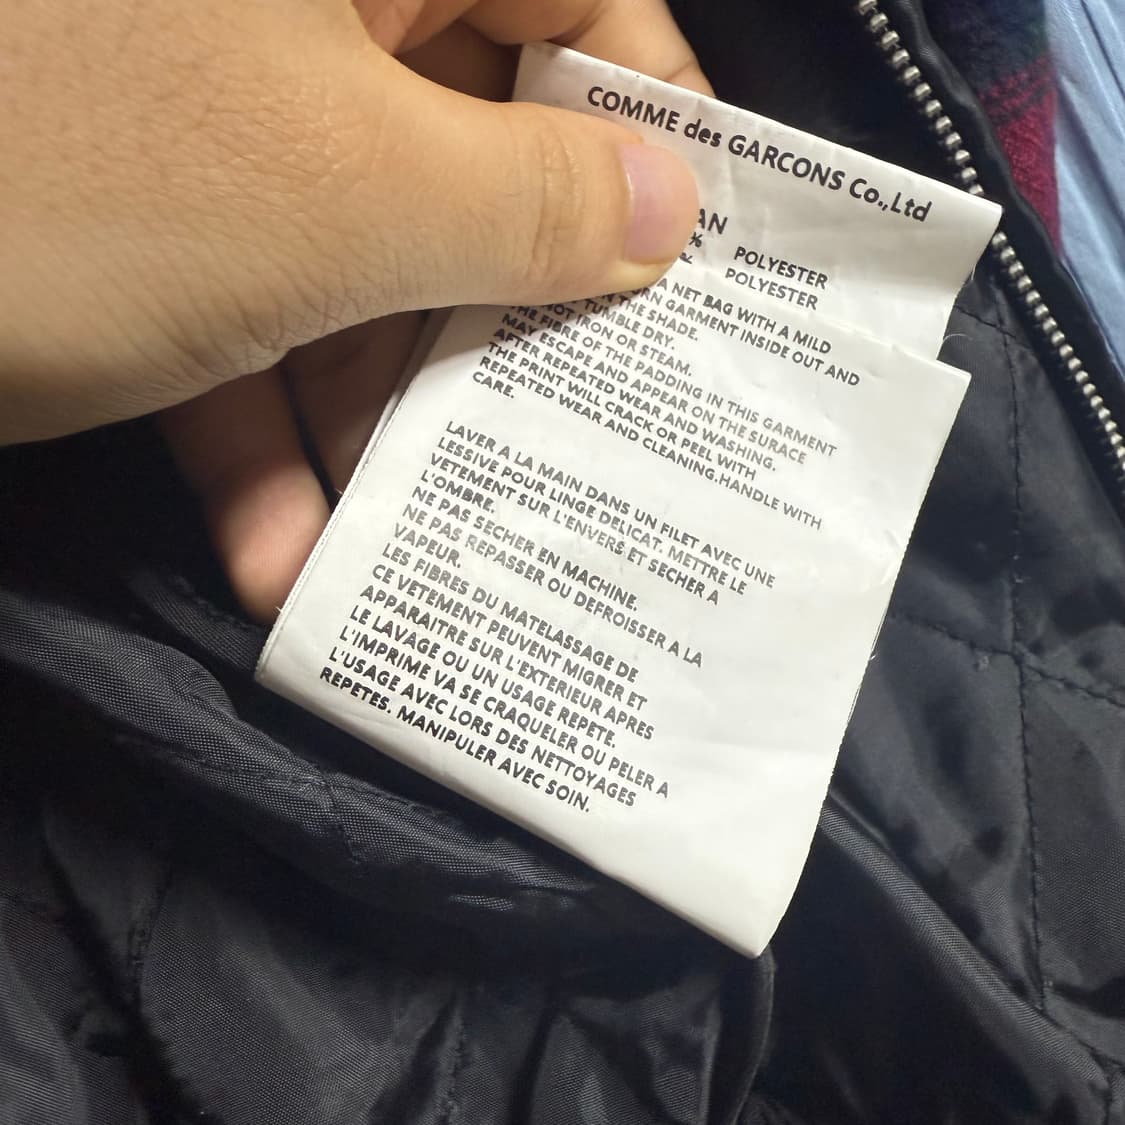 COMME des GARCONS Co.,Ltd
AN
% POLYESTER
% POLYESTER
A NET BAG WITH A MILD
RN GARMENT INSIDE OUT AND
N THE SHADE.
TUMBLE DRY.
NOT IRON OR STEAM.
THE FIBRE OF THE PADDING IN THIS GARMENT
MAY ESCAPE AND APPEAR ON THE SURACE
AFTER REPEATED WEAR AND WASHING.
THE PRINT WILL CRACK OR PEEL WITH
REPEATED WEAR AND CLEANING.HANDLE WITH
CARE.
LAVER A LA MAIN DANS UN FILET AVEC UNE
LESSIVE POUR LINGE DELICAT. METTRE LE
VETEMENT SUR L'ENVERS ET SECHER A
L'OMBRE.
NE PAS SECHER EN MACHINE.
NE PAS REPASSER OU DEFROISSER A LA
VAPEUR.
LES FIBRES DU MATELASSAGE DE
CE VETEMENT PEUVENT MIGRER ET
APPARAITRE SUR L'EXTERIEUR APRES
LE LAVAGE OU UN USAGE REPETE.
L'IMPRIME VA SE CRAQUELER OU PELER A
L'USAGE AVEC LORS DES NETTOYAGES
REPETES. MANIPULER AVEC SOIN.